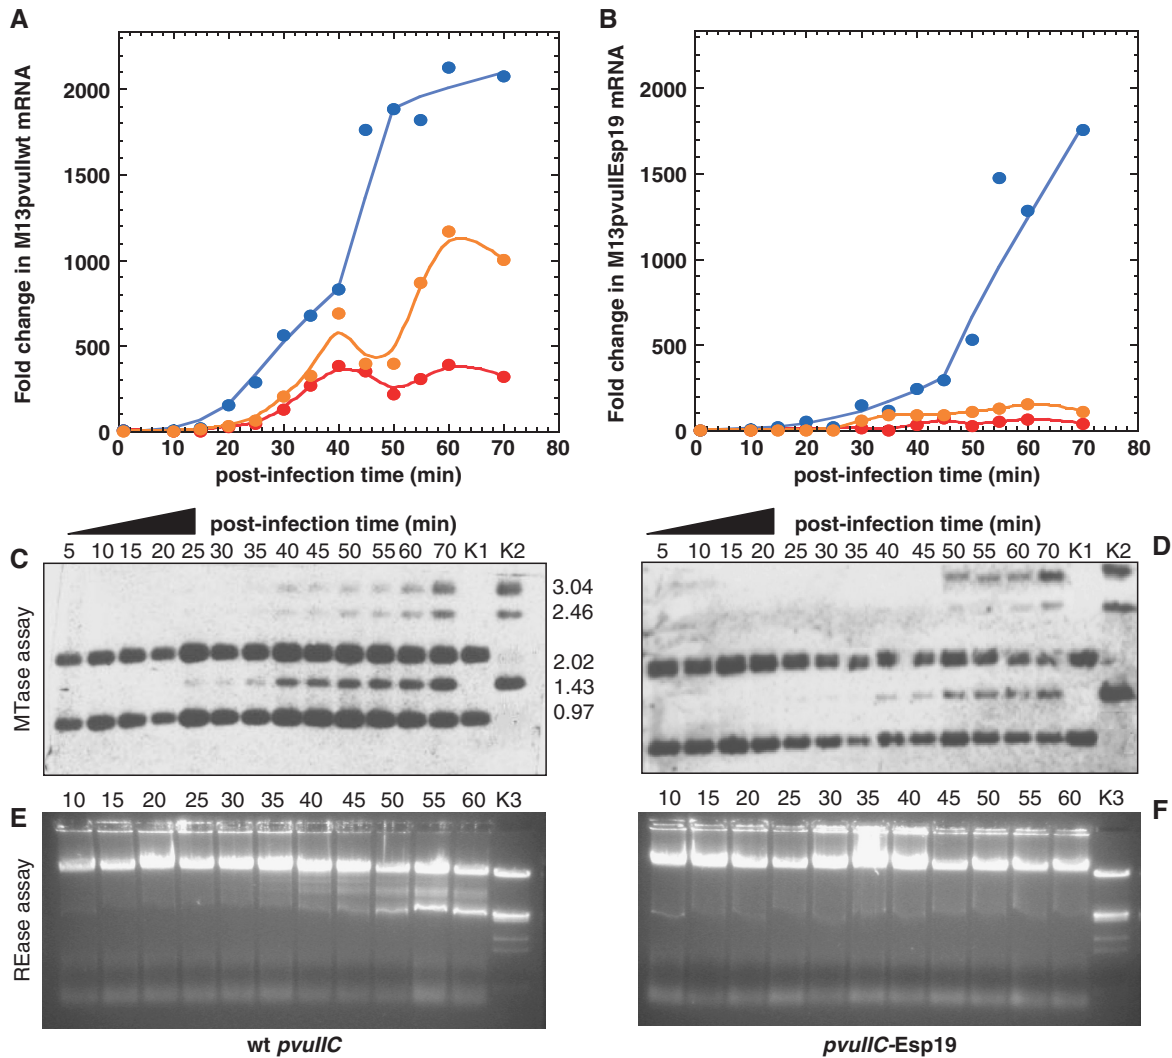 A
B
Fold change in M13pvuIIwt mRNA
2000
1500
1000
500
0
0 10 20 30 40 50 60 70 80
post-infection time (min)
Fold change in M13pvuIIEsp19 mRNA
2000
1500
1000
500
0
0 10 20 30 40 50 60 70 80
post-infection time (min)
post-infection time (min)
5 10 15 20 25 30 35 40 45 50 55 60 70 K1 K2
C
MTase assay
3.04
2.46
2.02
1.43
0.97
post-infection time (min)
5 10 15 20 25 30 35 40 45 50 55 60 70 K1 K2
D
10 15 20 25 30 35 40 45 50 55 60 K3
E
REase assay
wt pvuIIC
10 15 20 25 30 35 40 45 50 55 60 K3
F
pvuIIC-Esp19